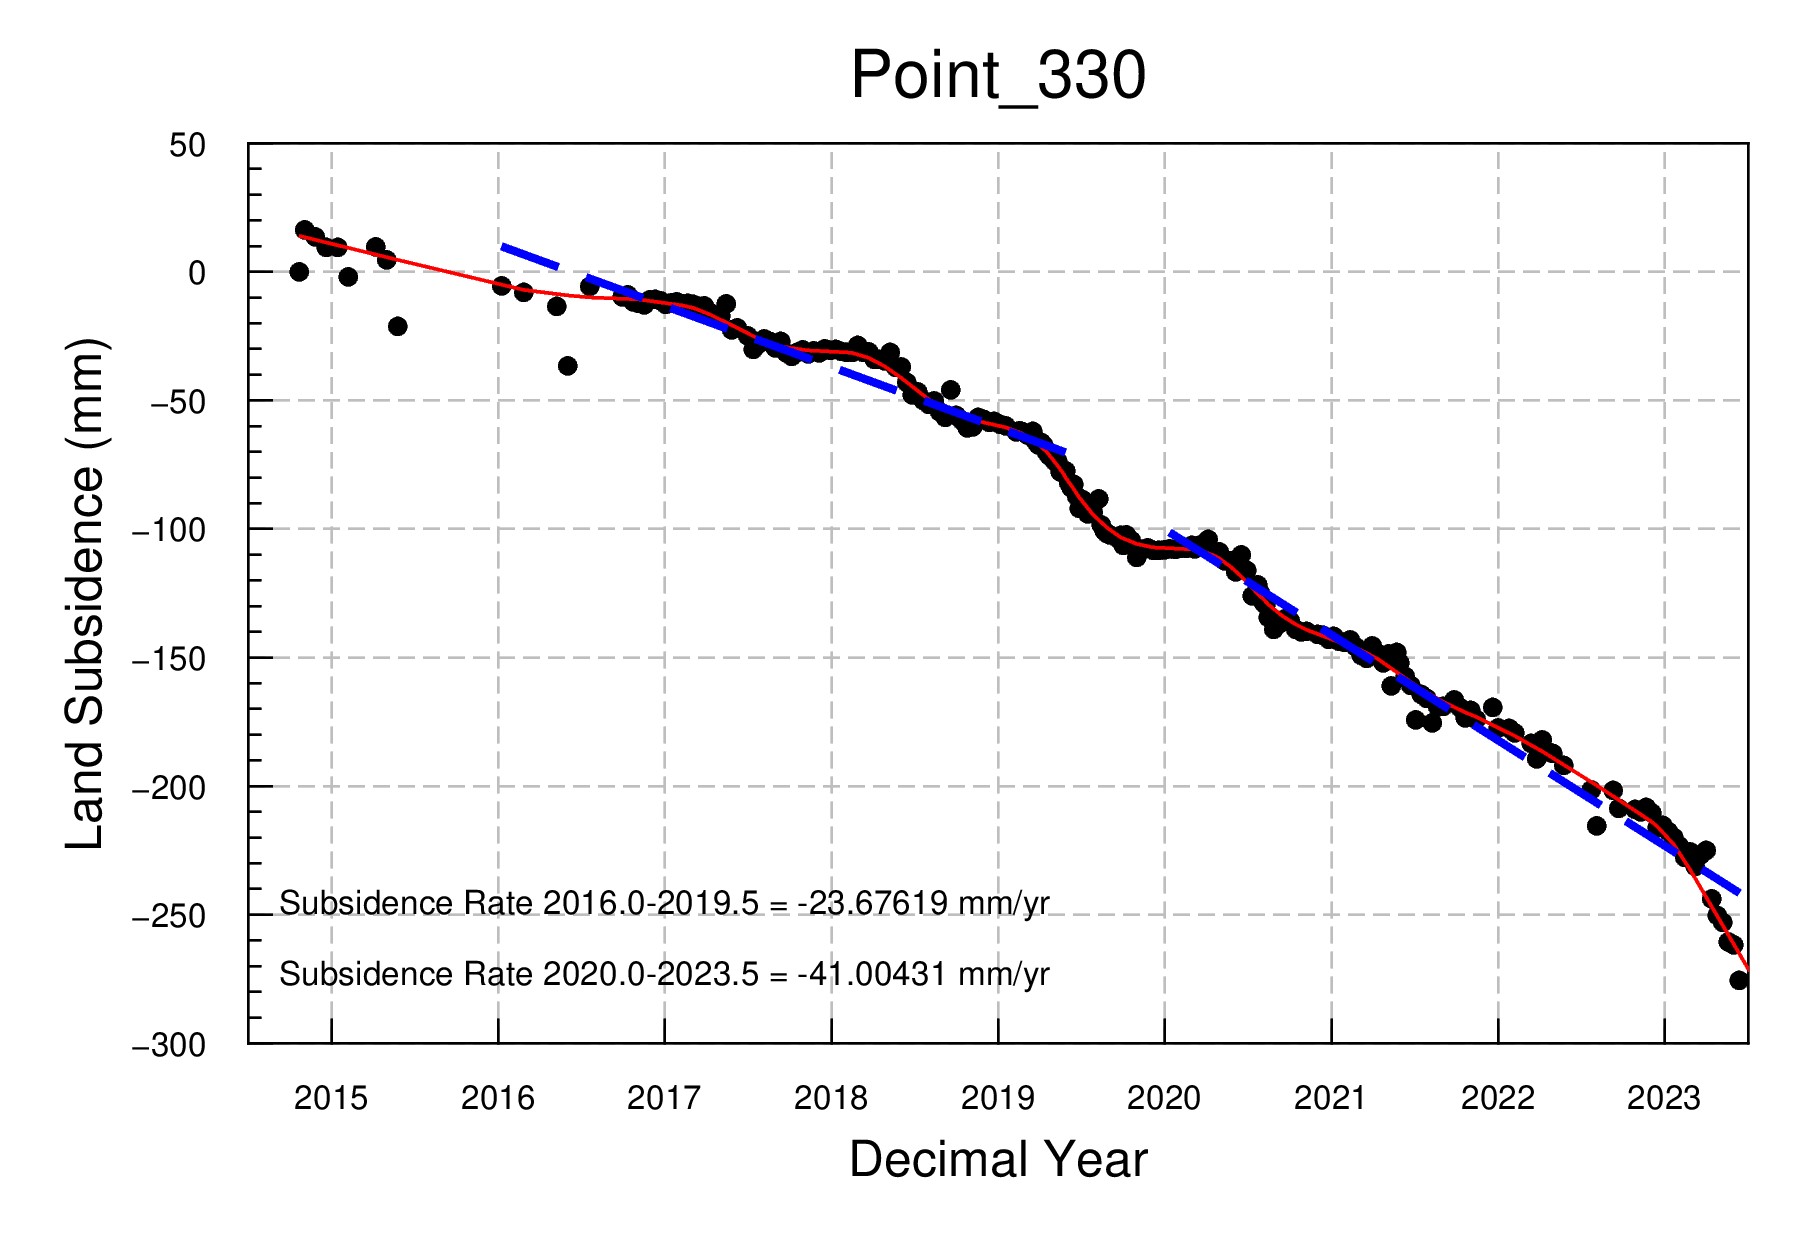 Point_330
50
0
−50
−100
−150
−200
−250
−300
Land Subsidence (mm)
Subsidence Rate 2016.0-2019.5 = -23.67619 mm/yr
Subsidence Rate 2020.0-2023.5 = -41.00431 mm/yr
2015 2016 2017 2018 2019 2020 2021 2022 2023
Decimal Year